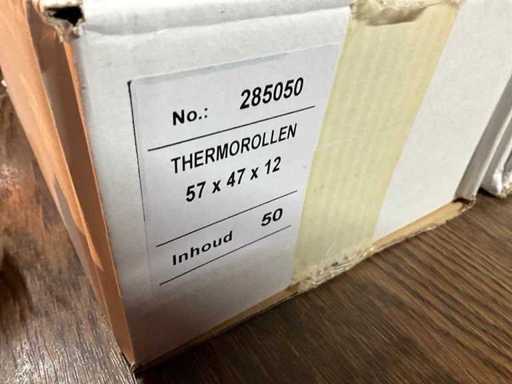 No.: 285050
THERMOROLLEN
57 x 47 x 12
Inhoud 50